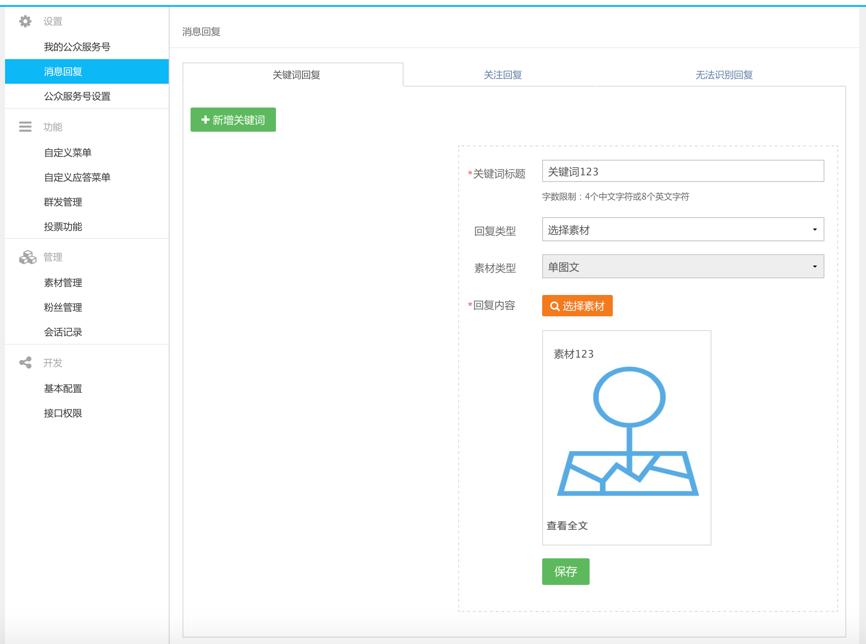 设置
我的公众服务号
消息回复
公众服务号设置
功能
自定义菜单
自定义应答菜单
群发管理
投票功能
管理
素材管理
粉丝管理
会话记录
开发
基本配置
接口权限
消息回复
关键词回复
关注回复
无法识别回复
新增关键词
*关键词标题
关键词123
字数限制：4个中文字符或8个英文字符
回复类型
选择素材
素材类型
单图文
*回复内容
选择素材
素材123
查看全文
保存